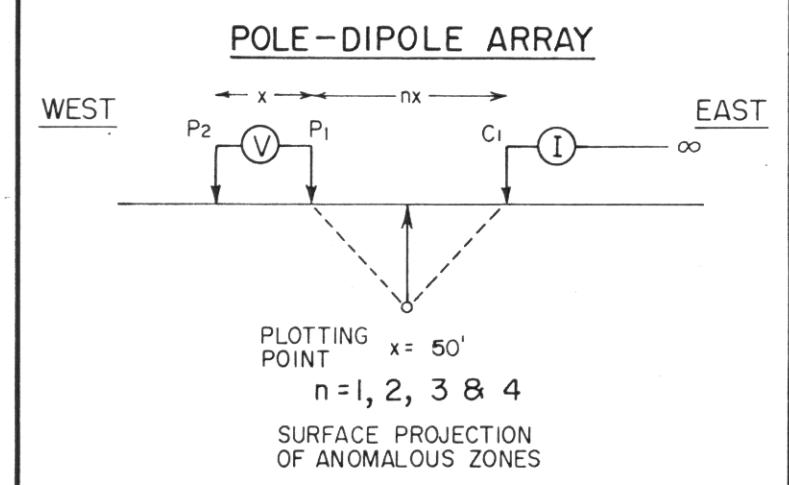 POLE-DIPOLE ARRAY
x nx
WEST EAST
P2 V P1 C1 I ∞
PLOTTING
POINT x = 50'
n = 1, 2, 3 & 4
SURFACE PROJECTION
OF ANOMALOUS ZONES